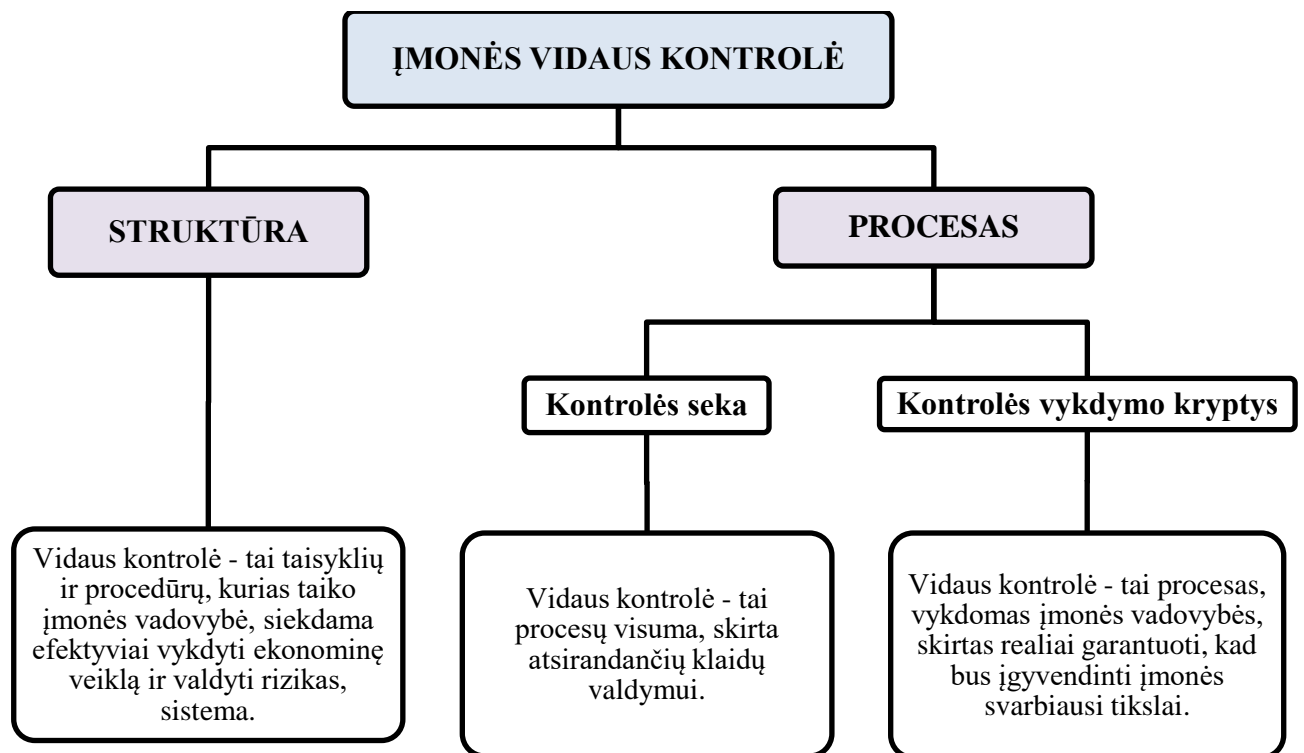 ĮMONĖS VIDAUS KONTROLĖ
STRUKTŪRA
PROCESAS
Kontrolės seka
Kontrolės vykdymo kryptys
Vidaus kontrolė - tai taisyklių
ir procedūrų, kurias taiko
įmonės vadovybė, siekdama
efektyviai vykdyti ekonominę
veiklą ir valdyti rizikas,
sistema.
Vidaus kontrolė - tai
procesų visuma, skirta
atsirandančių klaidų
valdymui.
Vidaus kontrolė - tai procesas,
vykdomas įmonės vadovybės,
skirtas realiai garantuoti, kad
bus įgyvendinti įmonės
svarbiausi tikslai.